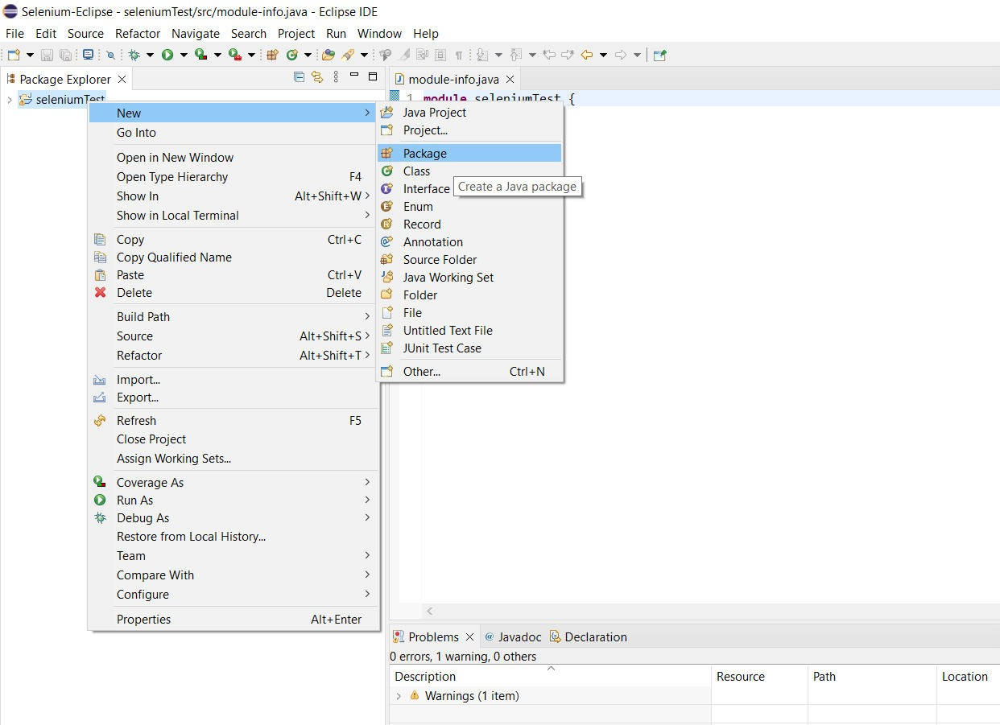 Selenium-Eclipse - seleniumTest/src/module-info.java - Eclipse IDE
File Edit Source Refactor Navigate Search Project Run Window Help
Package Explorer
seleniumTest
New
Go Into
Open in New Window
Open Type Hierarchy F4
Show In Alt+Shift+W
Show in Local Terminal
Copy Ctrl+C
Copy Qualified Name
Paste Ctrl+V
Delete Delete
Build Path
Source Alt+Shift+S
Refactor Alt+Shift+T
Import...
Export...
Refresh F5
Close Project
Assign Working Sets...
Coverage As
Run As
Debug As
Restore from Local History...
Team
Compare With
Configure
Properties Alt+Enter
Java Project
Project...
Package
Class
Interface
Create a Java package
Enum
Record
Annotation
Source Folder
Java Working Set
Folder
File
Untitled Text File
JUnit Test Case
Other... Ctrl+N
module-info.java
1 module seleniumTest {
Problems @ Javadoc Declaration
0 errors, 1 warning, 0 others
Description Resource Path Location
Warnings (1 item)